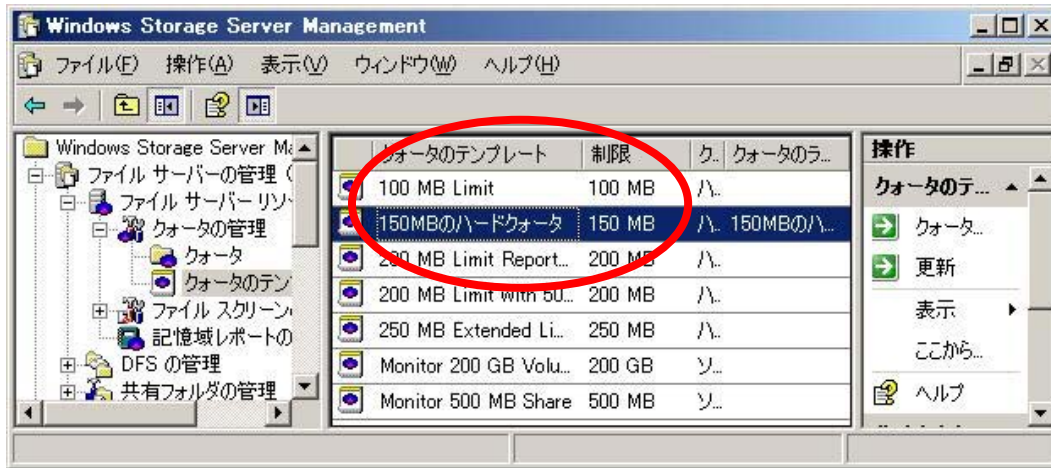 Windows Storage Server Management
ファイル(F) 操作(A) 表示(V) ウィンドウ(W) ヘルプ(H)
Windows Storage Server Ma
ファイル サーバーの管理 (
ファイル サーバー リソ
クォータの管理
クォータ
クォータのテン
ファイル スクリーン
記憶域レポートの
DFS の管理
共有フォルダの管理
クォータのテンプレート 制限 ク.. クォータのラ...
100 MB Limit 100 MB ハ..
150MBのハードクォータ 150 MB ハ.. 150MBのハ...
200 MB Limit Report... 200 MB ハ..
200 MB Limit with 50... 200 MB ハ..
250 MB Extended Li... 250 MB ハ..
Monitor 200 GB Volu... 200 GB ソ...
Monitor 500 MB Share 500 MB ソ...
操作
クォータのテ...
クォータ...
更新
表示
ここから...
ヘルプ